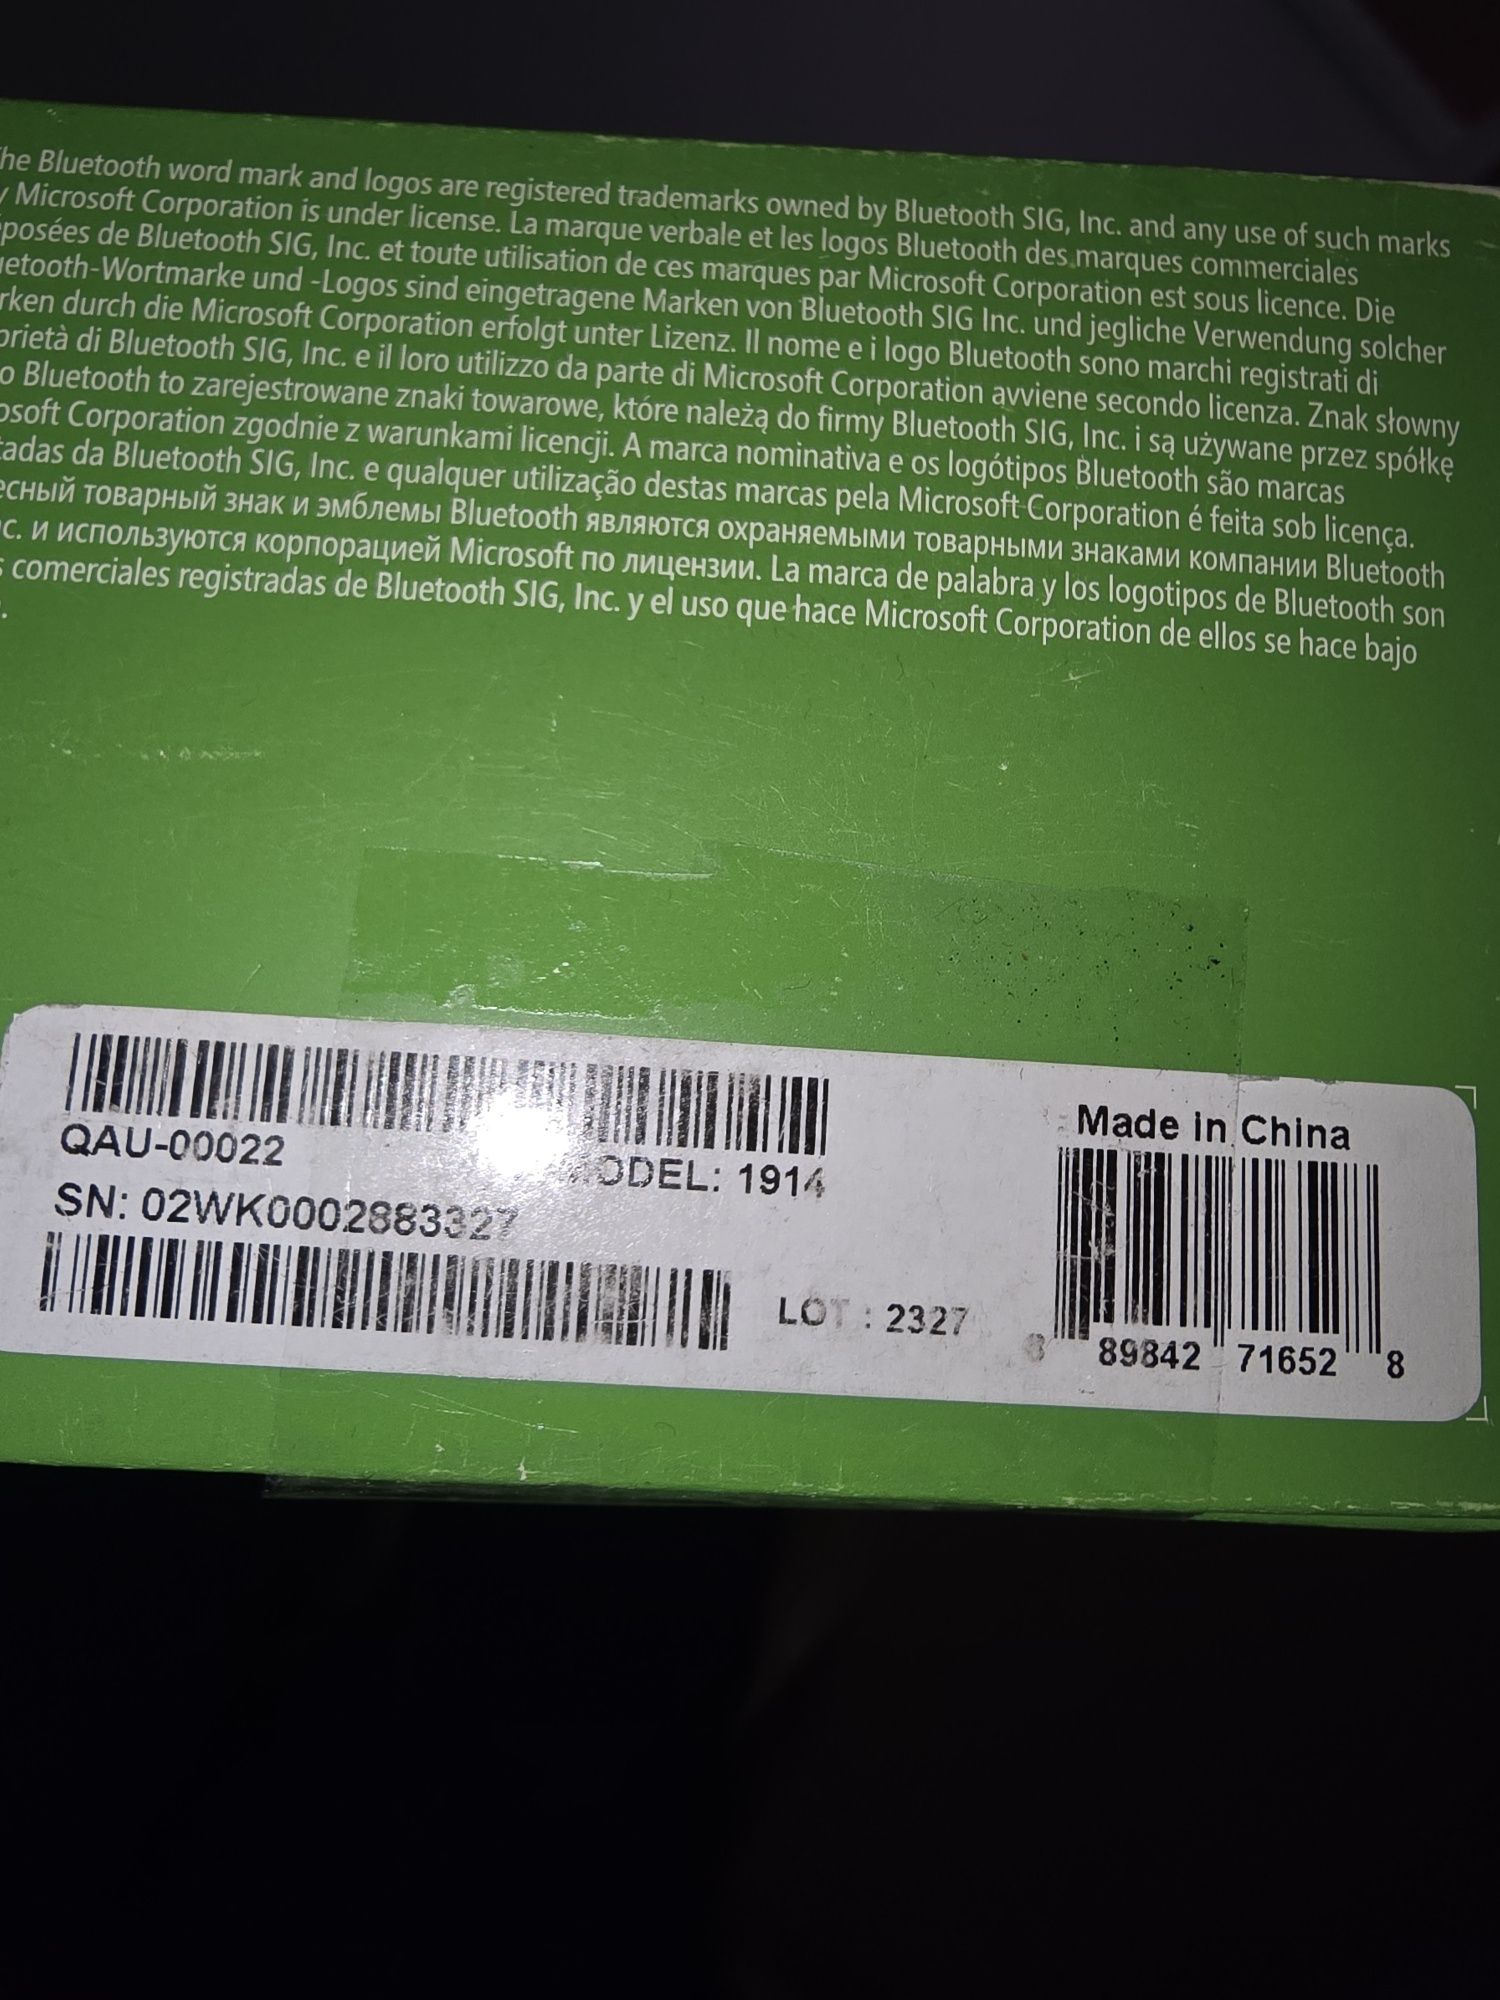 he Bluetooth word mark and logos are registered trademarks owned by Bluetooth SIG, Inc. and any use of such marks
y Microsoft Corporation is under license. La marque verbale et les logos Bluetooth des marques commerciales
posées de Bluetooth SIG, Inc. et toute utilisation de ces marques par Microsoft Corporation est sous licence. Die
uetooth-Wortmarke und -Logos sind eingetragene Marken von Bluetooth SIG Inc. und jegliche Verwendung solcher
rken durch die Microsoft Corporation erfolgt unter Lizenz. Il nome e i logo Bluetooth sono marchi registrati di
prietà di Bluetooth SIG, Inc. e il loro utilizzo da parte di Microsoft Corporation avviene secondo licenza. Znak słowny
o Bluetooth to zarejestrowane znaki towarowe, które należą do firmy Bluetooth SIG, Inc. i są używane przez spółkę
osoft Corporation zgodnie z warunkami licencji. A marca nominativa e os logótipos Bluetooth são marcas
tadas da Bluetooth SIG, Inc. e qualquer utilização destas marcas pela Microsoft Corporation é feita sob licença.
есный товарный знак и эмблемы Bluetooth являются охраняемыми товарными знаками компании Bluetooth
nc. и используются корпорацией Microsoft по лицензии. La marca de palabra y los logotipos de Bluetooth son
s comerciales registradas de Bluetooth SIG, Inc. y el uso que hace Microsoft Corporation de ellos se hace bajo
.
QAU-00022
MODEL: 1914
SN: 02WK0002883327
LOT : 2327
Made in China
8 89842 71652 8